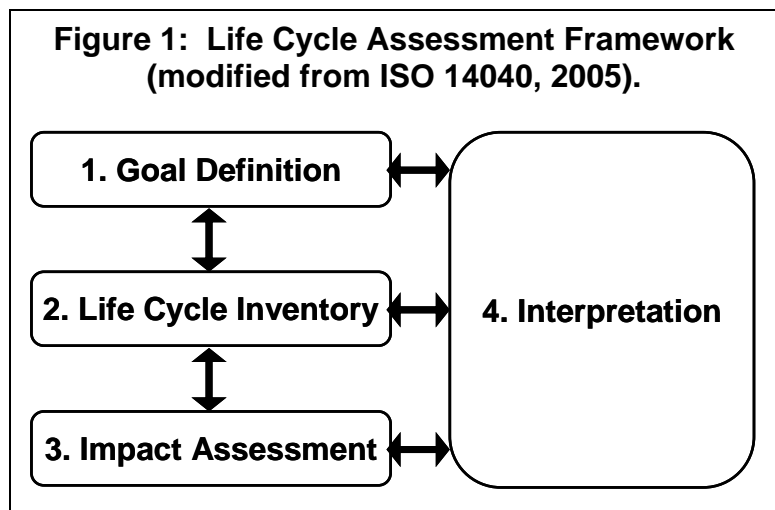 Figure 1: Life Cycle Assessment Framework
(modified from ISO 14040, 2005).
1. Goal Definition
2. Life Cycle Inventory
3. Impact Assessment
4. Interpretation